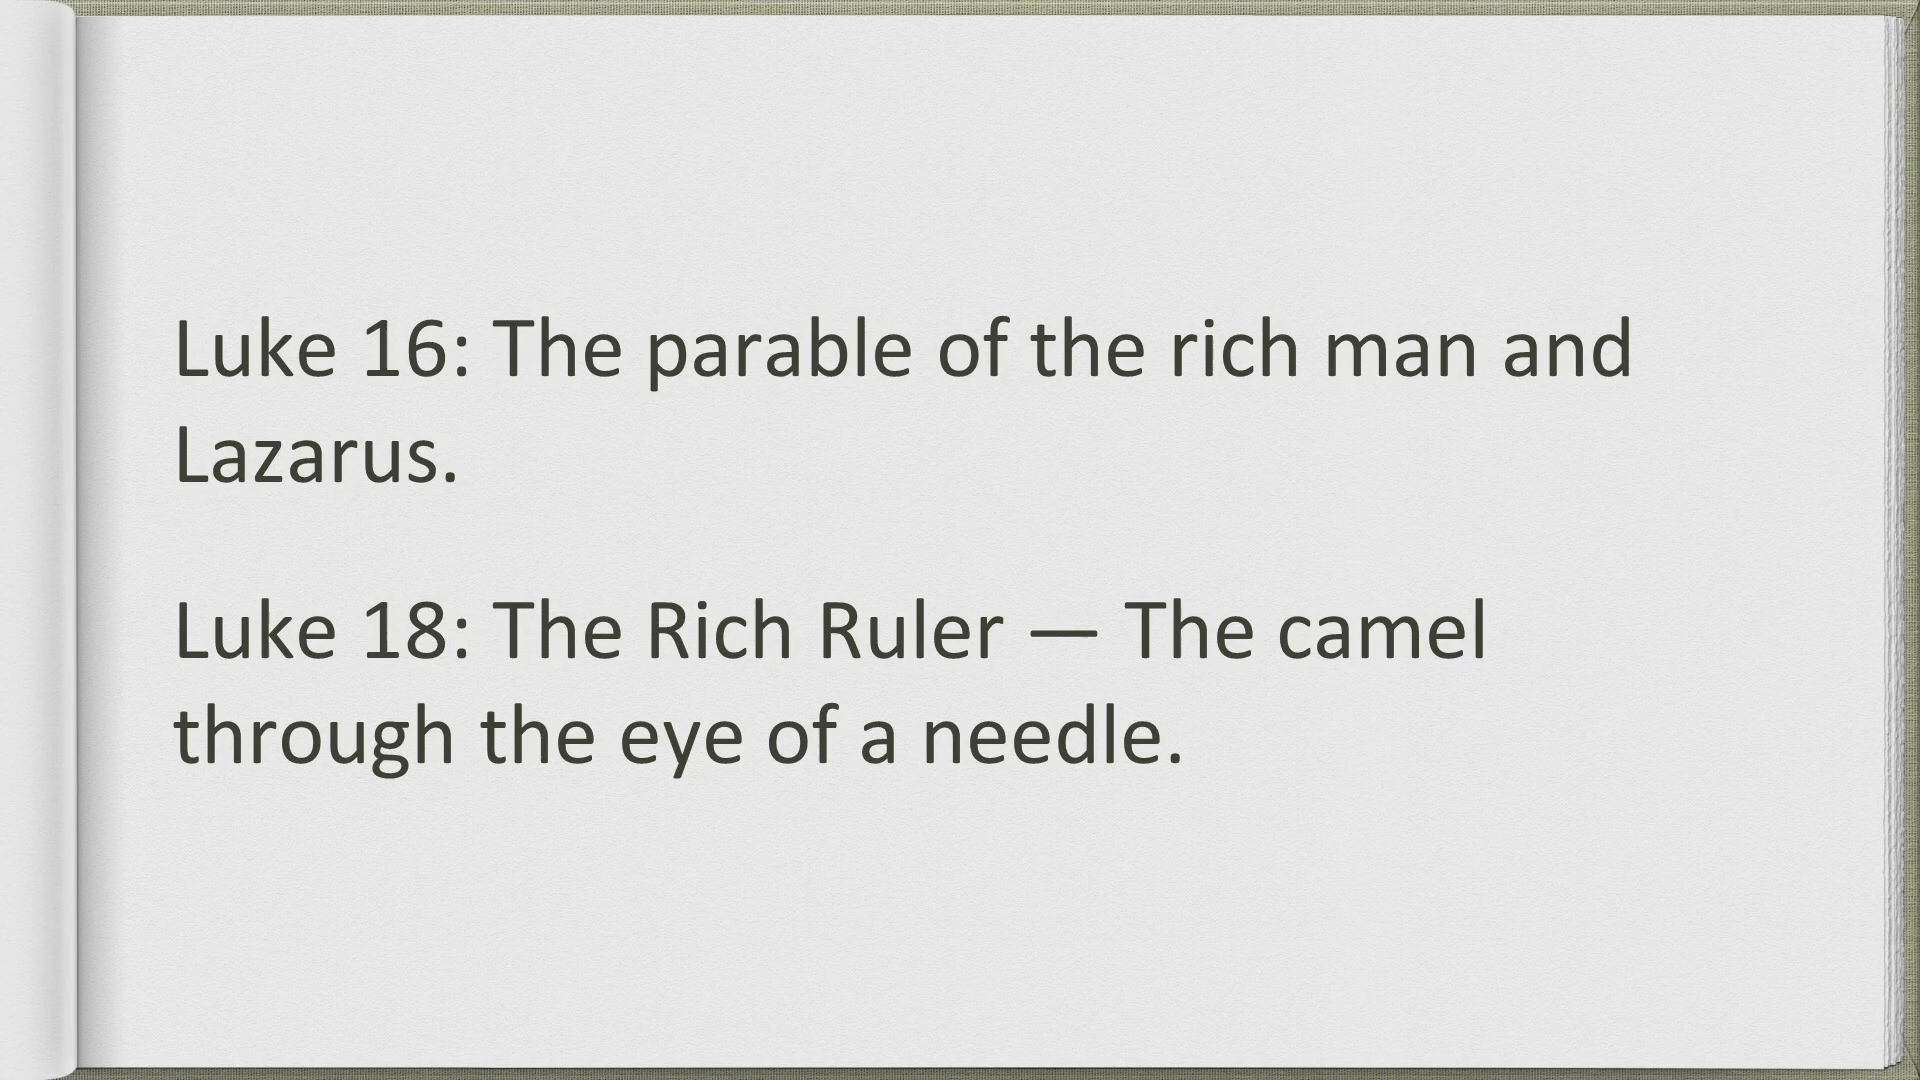 Luke 16: The parable of the rich man and
Lazarus.
Luke 18: The Rich Ruler — The camel
through the eye of a needle.